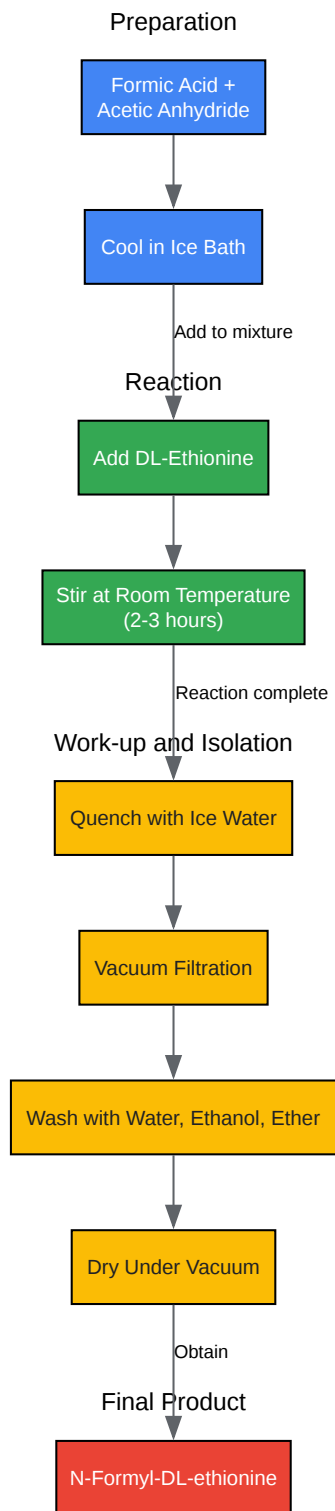 Preparation
Formic Acid +
Acetic Anhydride
Cool in Ice Bath
Add to mixture
Reaction
Add DL-Ethionine
Stir at Room Temperature
(2-3 hours)
Reaction complete
Work-up and Isolation
Quench with Ice Water
Vacuum Filtration
Wash with Water, Ethanol, Ether
Dry Under Vacuum
Obtain
Final Product
N-Formyl-DL-ethionine